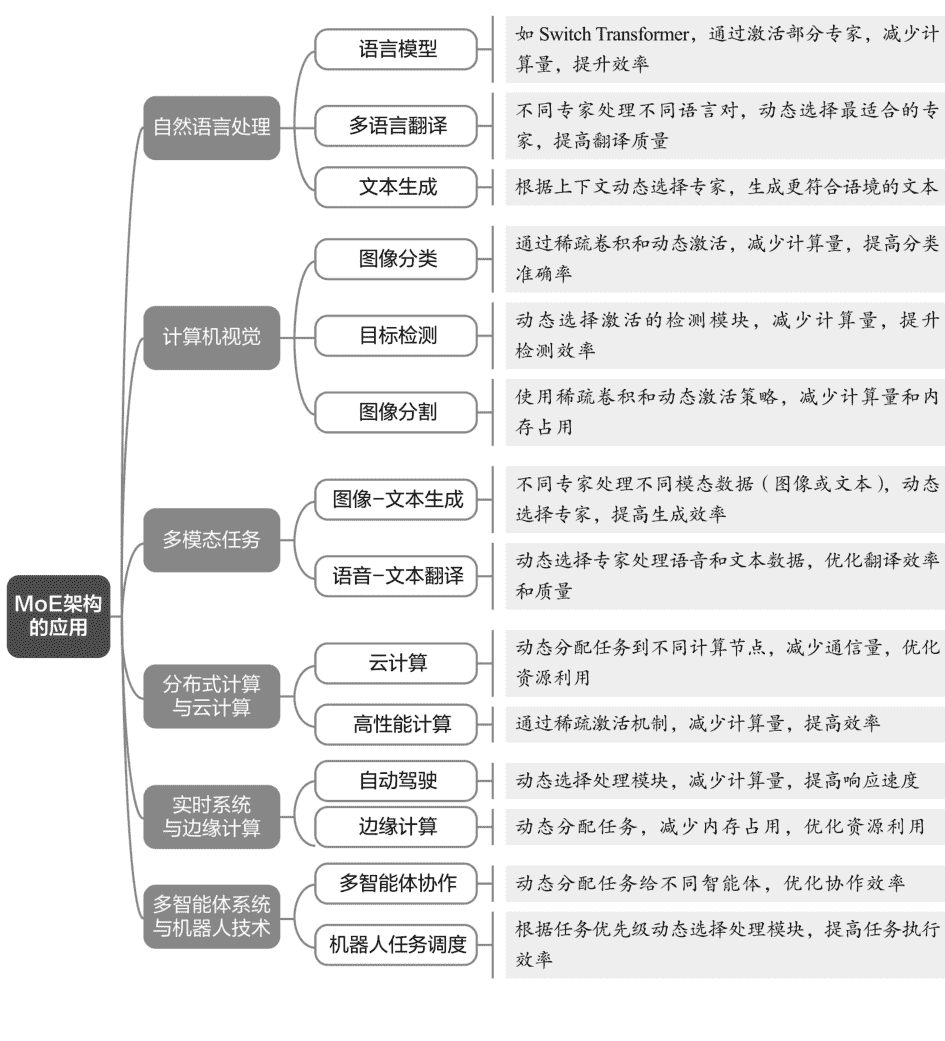 MoE架构
的应用
自然语言处理
语言模型
如 Switch Transformer，通过激活部分专家，减少计
算量，提升效率
多语言翻译
不同专家处理不同语言对，动态选择最适合的专
家，提高翻译质量
文本生成
根据上下文动态选择专家，生成更符合语境的文本
计算机视觉
图像分类
通过稀疏卷积和动态激活，减少计算量，提高分类
准确率
目标检测
动态选择激活的检测模块，减少计算量，提升
检测效率
图像分割
使用稀疏卷积和动态激活策略，减少计算量和内
存占用
多模态任务
图像-文本生成
不同专家处理不同模态数据（图像或文本），动态
选择专家，提高生成效率
语音-文本翻译
动态选择专家处理语音和文本数据，优化翻译效率
和质量
分布式计算
与云计算
云计算
动态分配任务到不同计算节点，减少通信量，优化
资源利用
高性能计算
通过稀疏激活机制，减少计算量，提高效率
实时系统
与边缘计算
自动驾驶
动态选择处理模块，减少计算量，提高响应速度
边缘计算
动态分配任务，减少内存占用，优化资源利用
多智能体系统
与机器人技术
多智能体协作
动态分配任务给不同智能体，优化协作效率
机器人任务调度
根据任务优先级动态选择处理模块，提高任务执行
效率